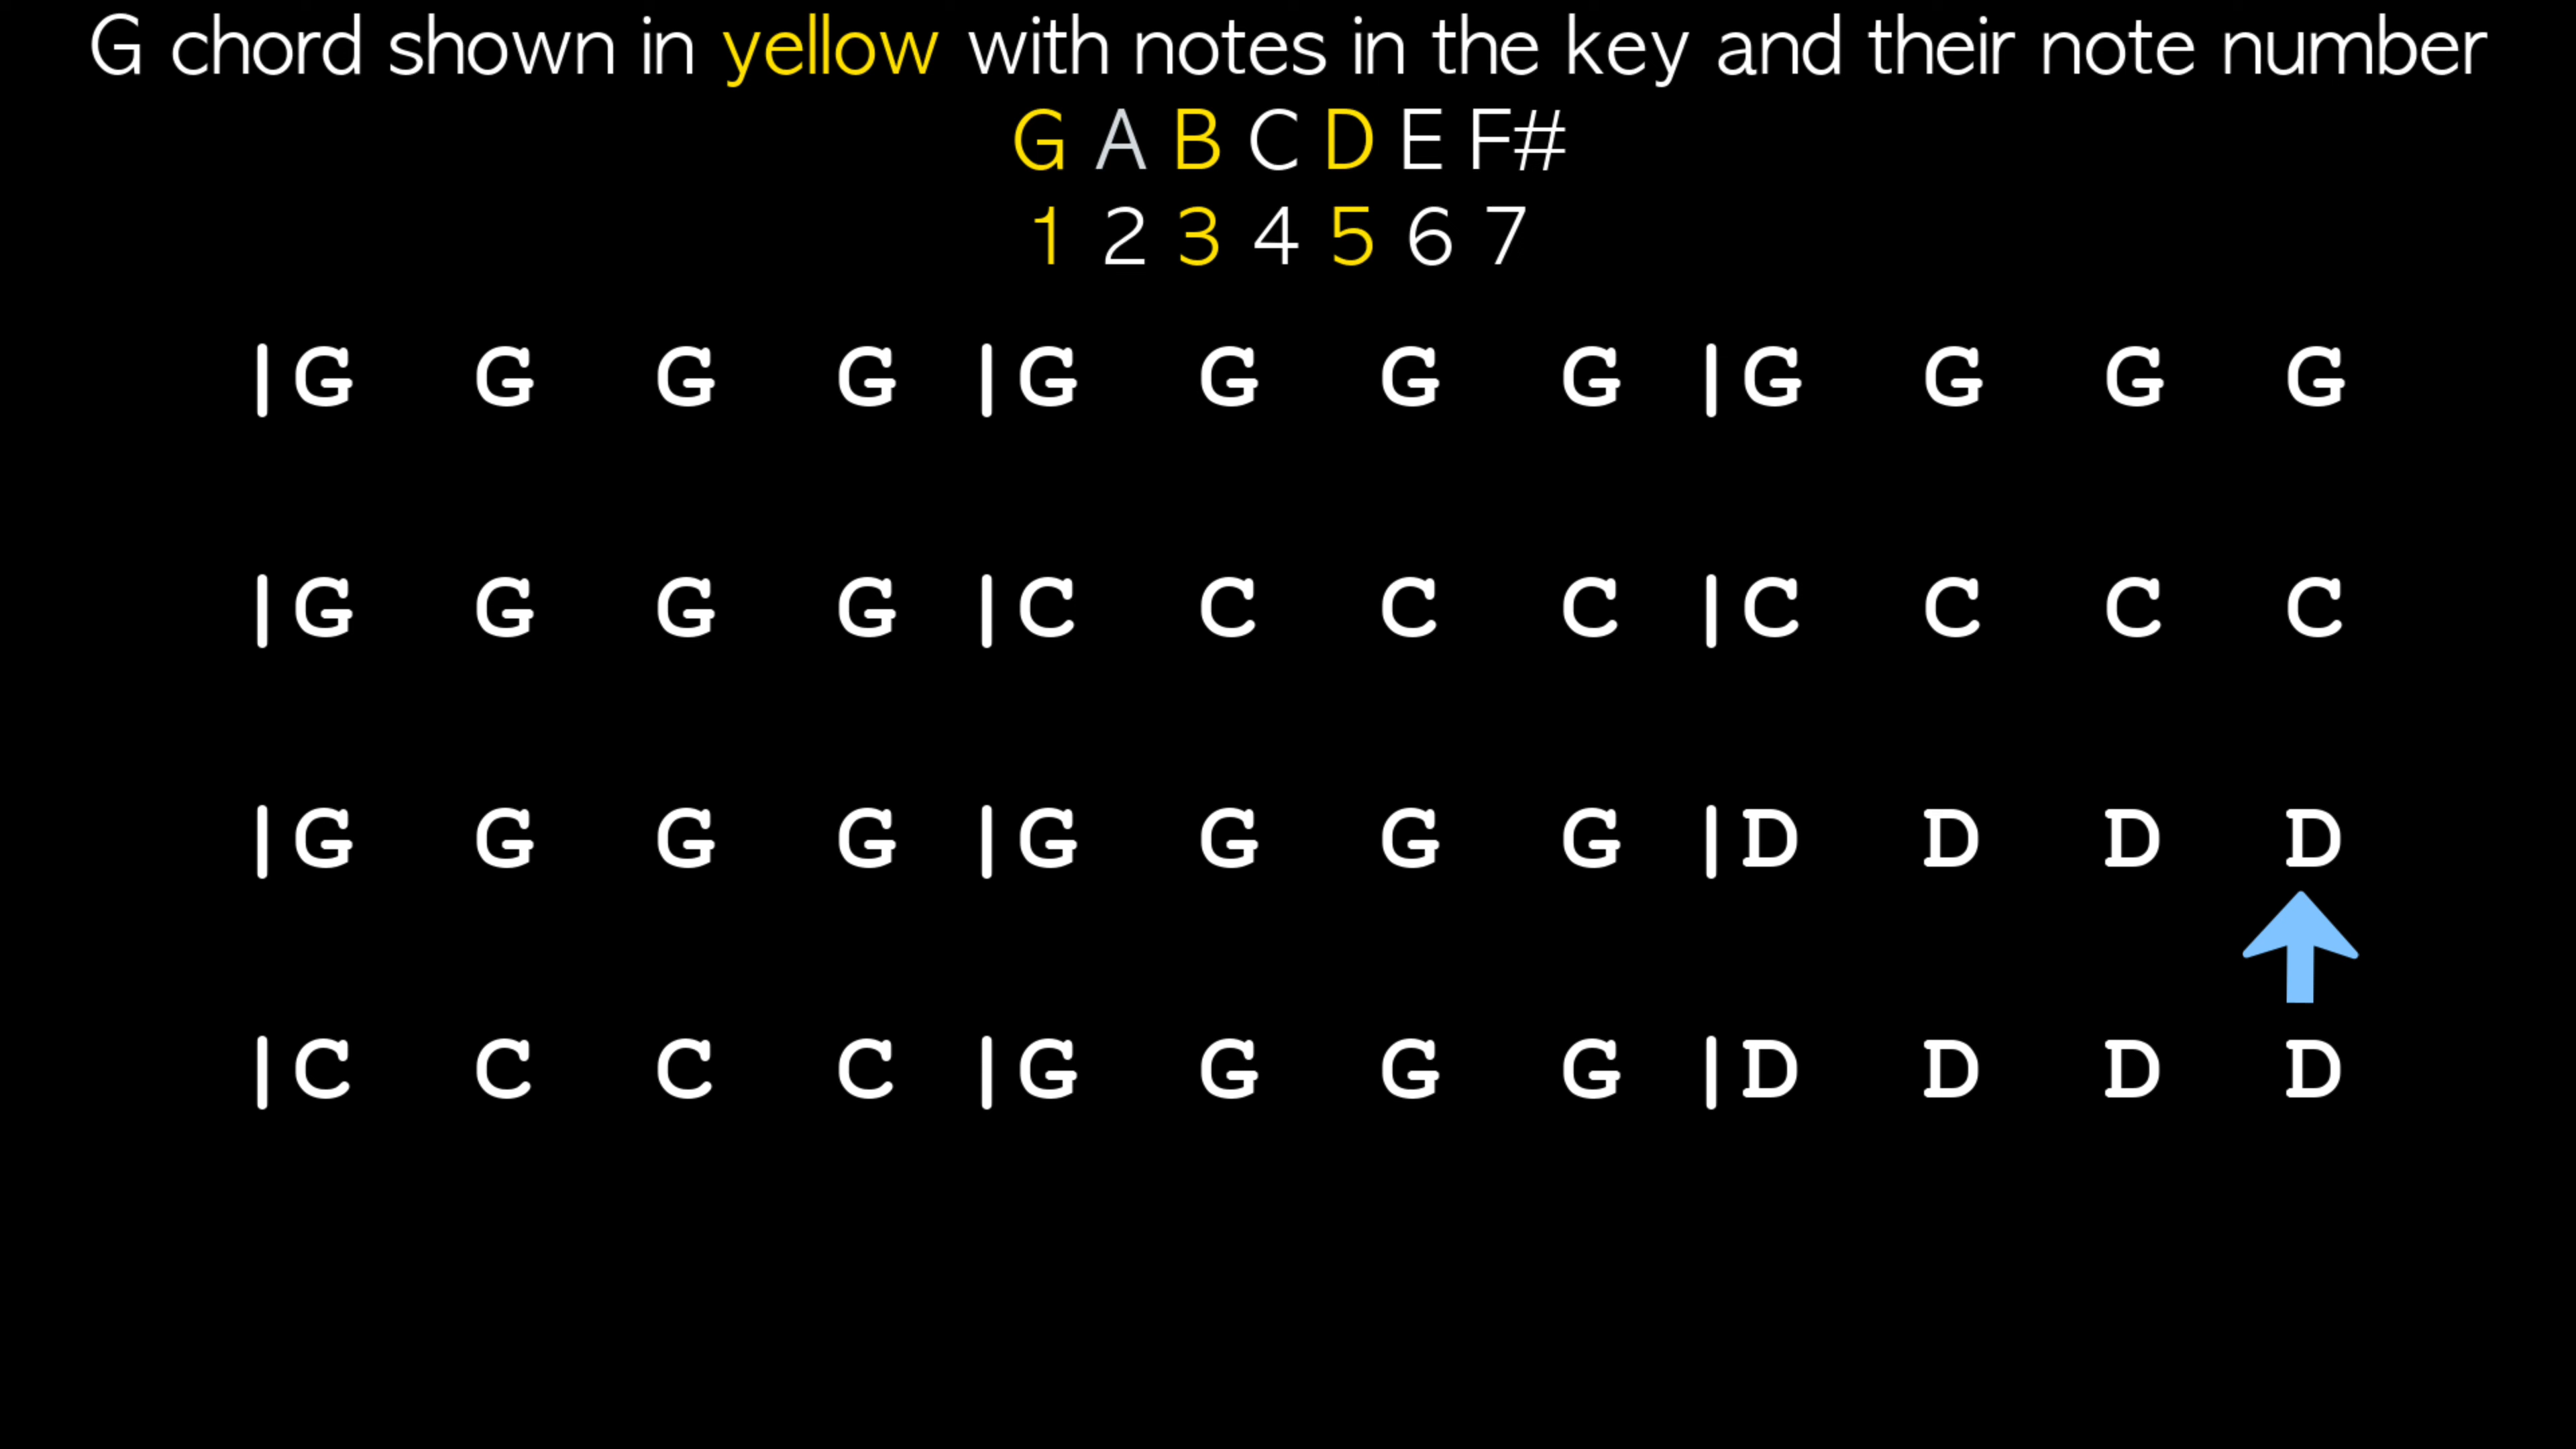 G chord shown in yellow with notes in the key and their note number
G A B C D E F#
1 2 3 4 5 6 7
|G G G G |G G G G |G G G G
|G G G G |C C C C |C C C C
|G G G G |G G G G |D D D D
|C C C C |G G G G |D D D D